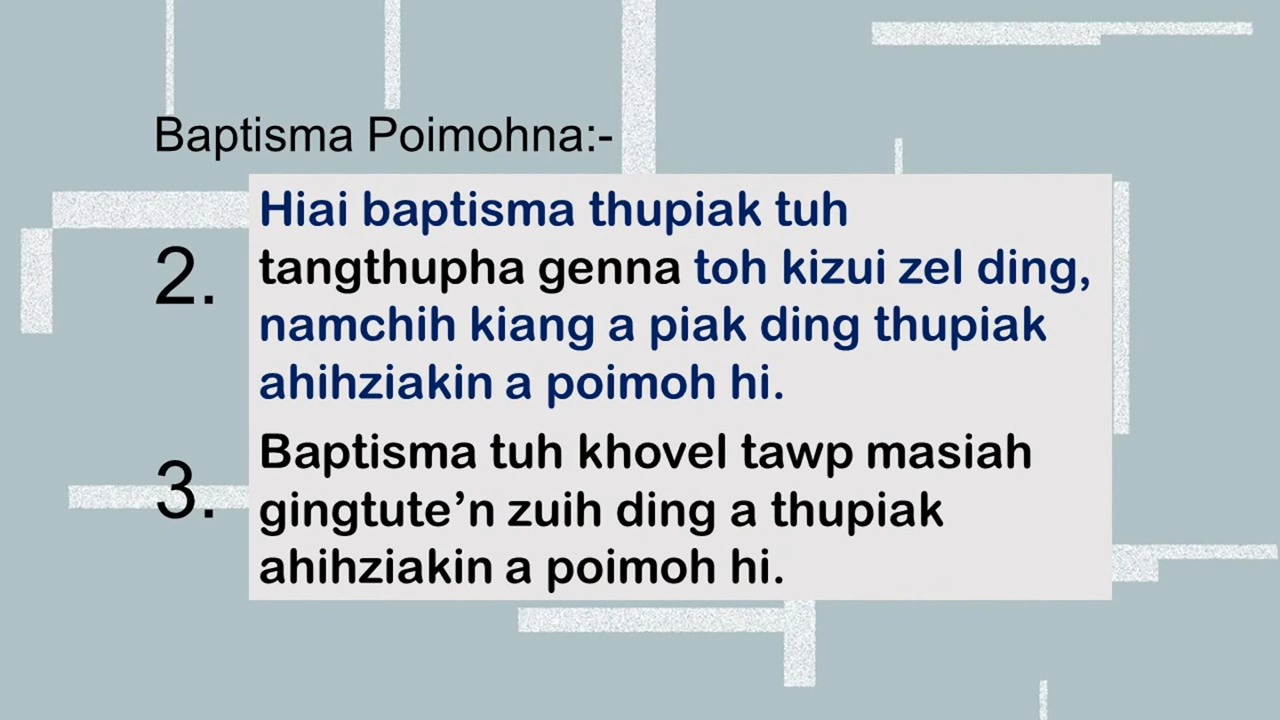 Baptisma Poimohna:-
2. Hiai baptisma thupiak tuh
tangthupha genna toh kizui zel ding,
namchih kiang a piak ding thupiak
ahihziakin a poimoh hi.
3. Baptisma tuh khovel tawp masiah
gingtute’n zuih ding a thupiak
ahihziakin a poimoh hi.